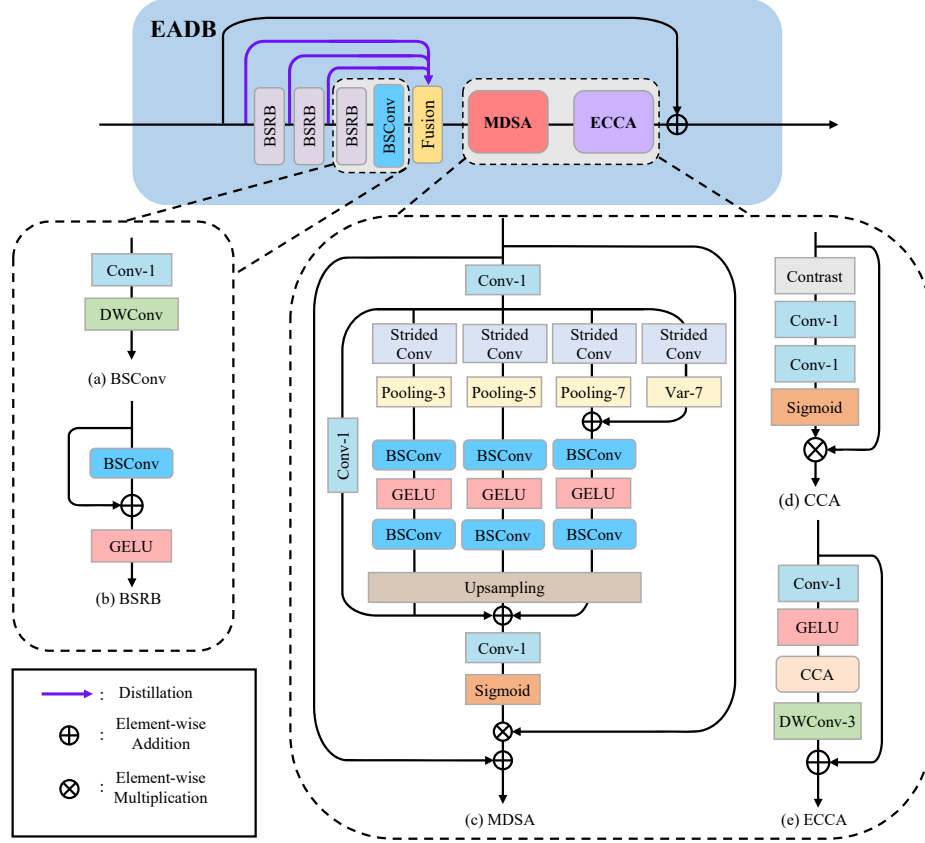 EADB
BSRB
BSRB
BSRB
BSConv
Fusion
MDSA
ECCA
Conv-1
DWConv
(a) BSConv
BSConv
GELU
(b) BSRB
: Distillation
: Element-wise
Addition
: Element-wise
Multiplication
Conv-1
Strided
Conv
Strided
Conv
Strided
Conv
Strided
Conv
Pooling-3
Pooling-5
Pooling-7
Var-7
Conv-1
BSConv
BSConv
BSConv
GELU
GELU
GELU
BSConv
BSConv
BSConv
Upsampling
Conv-1
Sigmoid
(c) MDSA
Contrast
Conv-1
Conv-1
Sigmoid
(d) CCA
Conv-1
GELU
CCA
DWConv-3
(e) ECCA